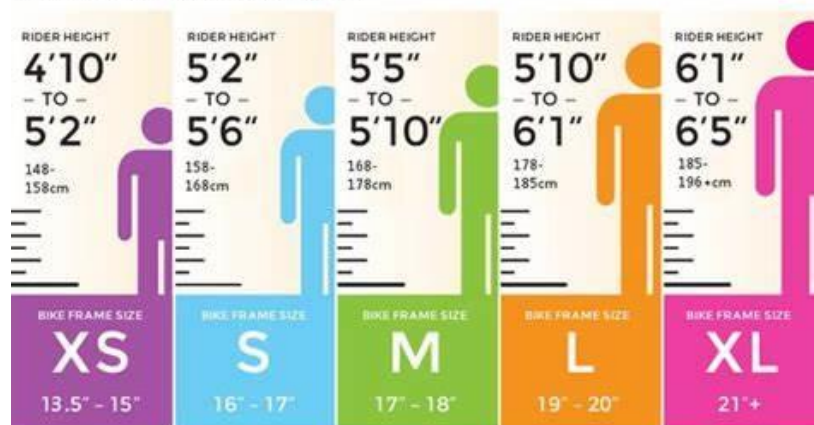 RIDER HEIGHT
4'10"
– TO –
5'2"
148-
158cm
BIKE FRAME SIZE
XS
13.5" – 15"
RIDER HEIGHT
5'2"
– TO –
5'6"
158-
168cm
BIKE FRAME SIZE
S
16" – 17"
RIDER HEIGHT
5'5"
– TO –
5'10"
168-
178cm
BIKE FRAME SIZE
M
17" – 18"
RIDER HEIGHT
5'10"
– TO –
6'1"
178-
185cm
BIKE FRAME SIZE
L
19" – 20"
RIDER HEIGHT
6'1"
– TO –
6'5"
185-
196+cm
BIKE FRAME SIZE
XL
21"+